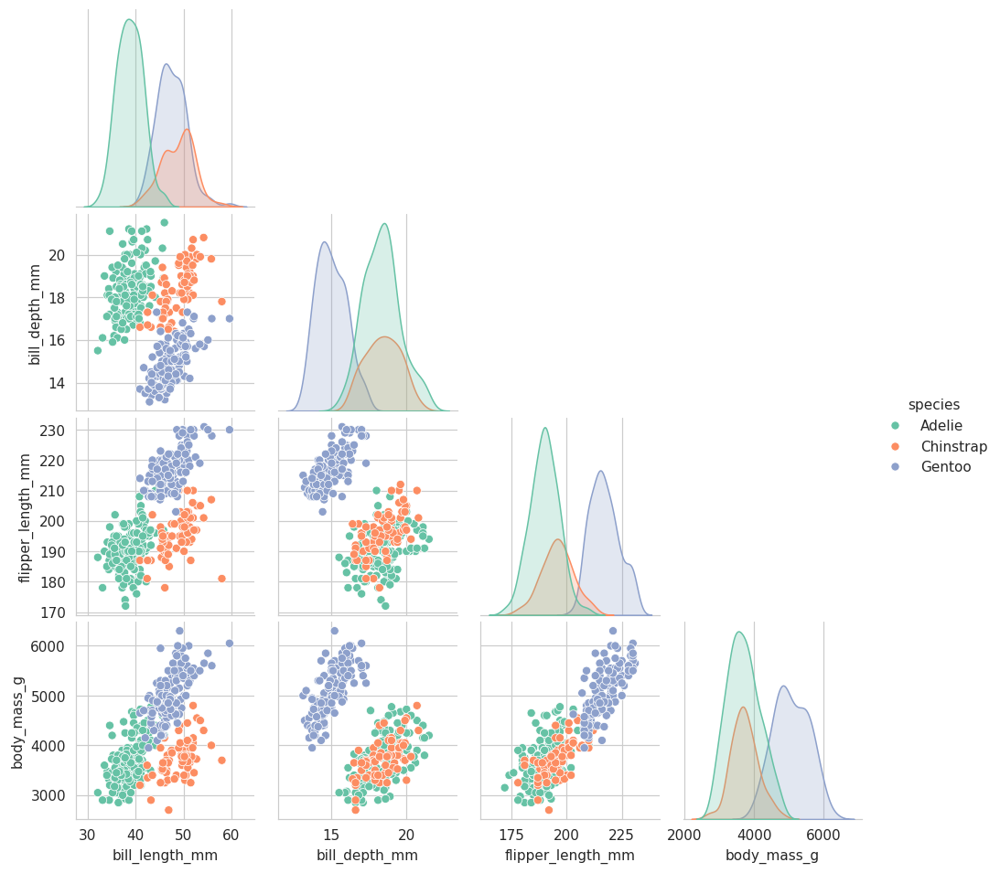 bill_depth_mm
20
18
16
14
flipper_length_mm
230
220
210
200
190
180
170
body_mass_g
6000
5000
4000
3000
30 40 50 60
bill_length_mm
15 20
bill_depth_mm
175 200 225
flipper_length_mm
2000 4000 6000
body_mass_g
species
Adelie
Chinstrap
Gentoo